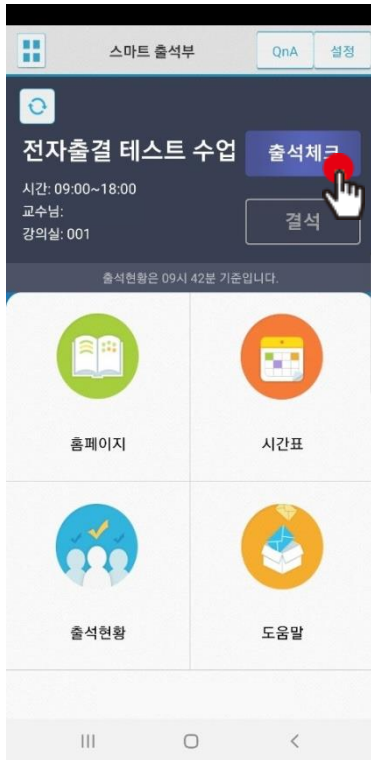 스마트 출석부
QnA
설정
전자출결 테스트 수업
출석체크
시간: 09:00~18:00
교수님:
강의실: 001
결석
출석현황은 09시 42분 기준입니다.
홈페이지
시간표
출석현황
도움말